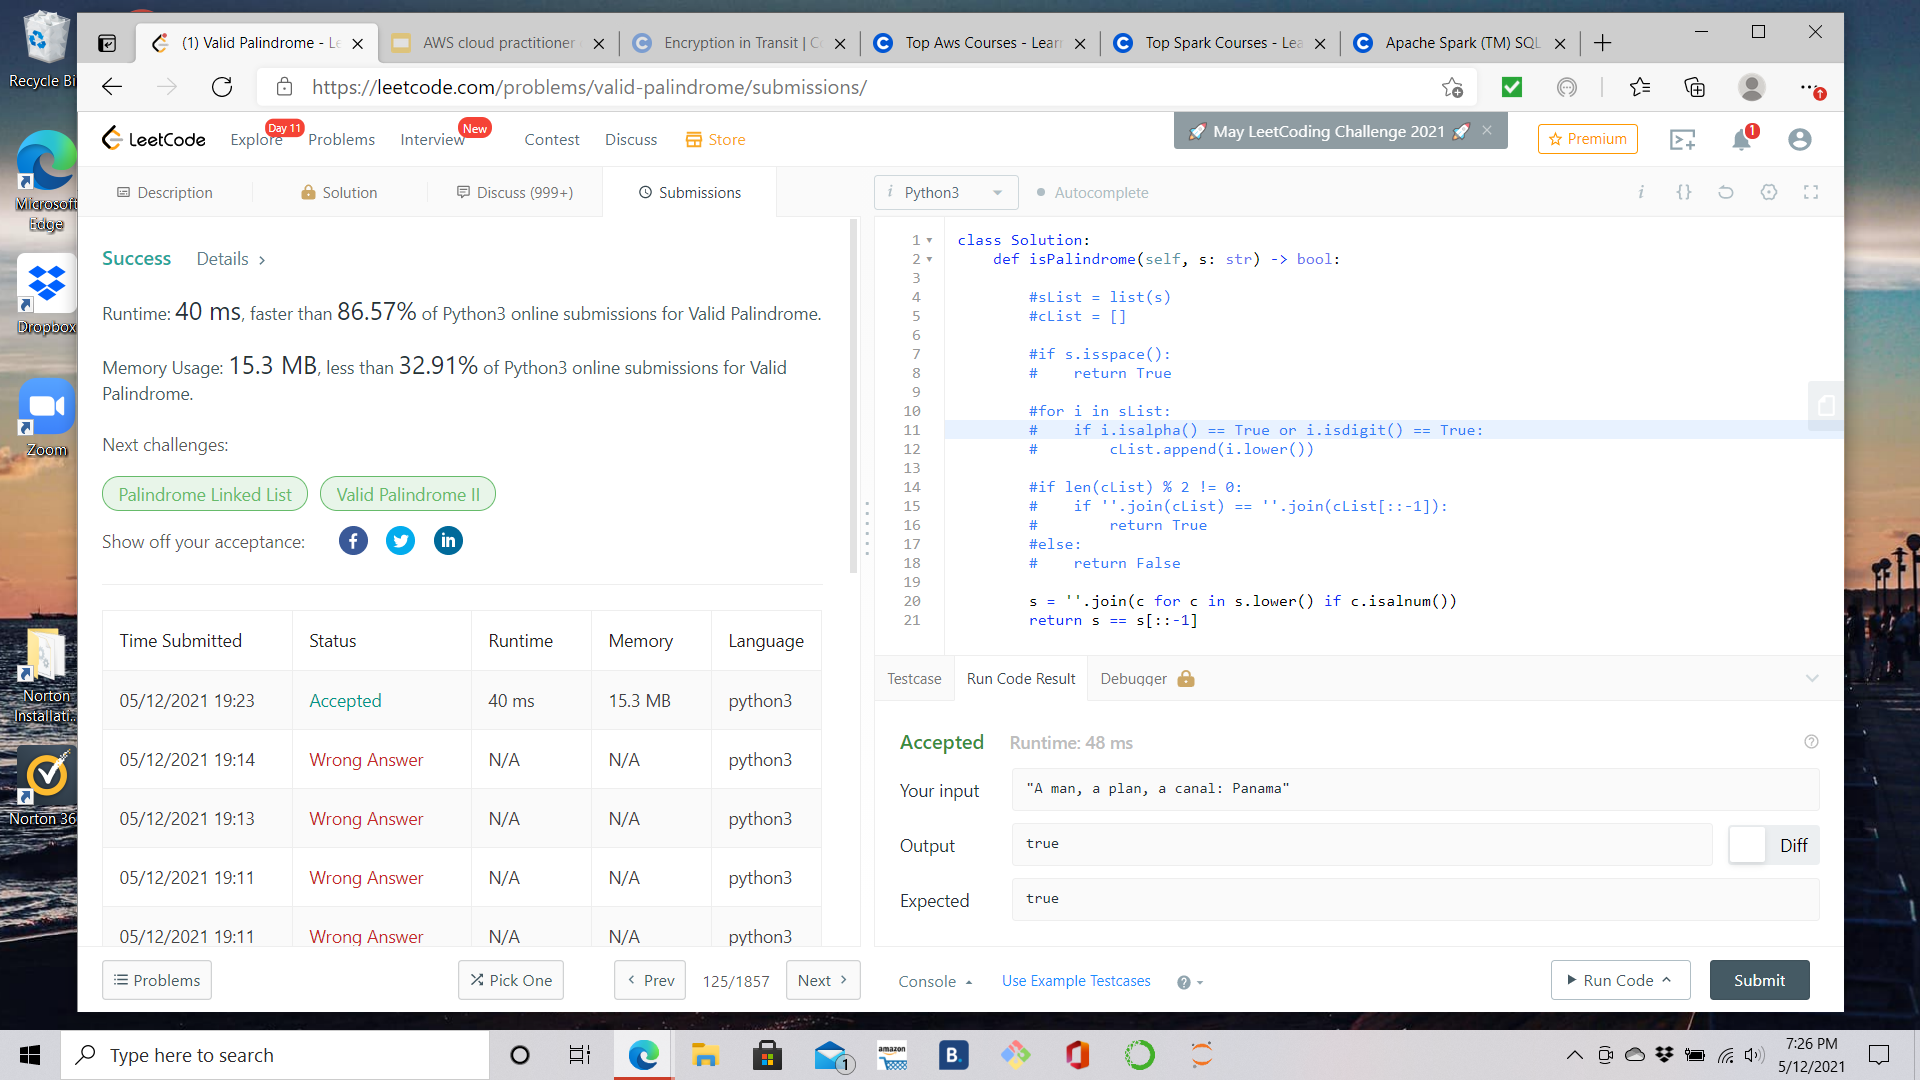 Recycle Bi
Microsoft
Edge
Dropbox
Zoom
Norton
Installati...
Norton 36
(1) Valid Palindrome - Le
AWS cloud practitioner
Encryption in Transit | Co
Top Aws Courses - Learn
Top Spark Courses - Lea
Apache Spark (TM) SQL
https://leetcode.com/problems/valid-palindrome/submissions/
LeetCode
Explore
Day 11
Problems
Interview
New
Contest
Discuss
Store
🚀 May LeetCoding Challenge 2021 🚀
Premium
1
Description
Solution
Discuss (999+)
Submissions
Success Details >
Runtime: 40 ms, faster than 86.57% of Python3 online submissions for Valid Palindrome.
Memory Usage: 15.3 MB, less than 32.91% of Python3 online submissions for Valid
Palindrome.
Next challenges:
Palindrome Linked List
Valid Palindrome II
Show off your acceptance:
Time Submitted Status Runtime Memory Language
05/12/2021 19:23 Accepted 40 ms 15.3 MB python3
05/12/2021 19:14 Wrong Answer N/A N/A python3
05/12/2021 19:13 Wrong Answer N/A N/A python3
05/12/2021 19:11 Wrong Answer N/A N/A python3
05/12/2021 19:11 Wrong Answer N/A N/A python3
Problems
Pick One
Prev
125/1857
Next
i Python3
Autocomplete
i {}
1 class Solution:
2     def isPalindrome(self, s: str) -> bool:
3
4         #sList = list(s)
5         #cList = []
6
7         #if s.isspace():
8         #    return True
9
10         #for i in sList:
11         #    if i.isalpha() == True or i.isdigit() == True:
12         #        cList.append(i.lower())
13
14         #if len(cList) % 2 != 0:
15         #    if ''.join(cList) == ''.join(cList[::-1]):
16         #        return True
17         #else:
18         #    return False
19
20         s = ''.join(c for c in s.lower() if c.isalnum())
21         return s == s[::-1]
Testcase
Run Code Result
Debugger
Accepted Runtime: 48 ms
Your input "A man, a plan, a canal: Panama"
Output true
Diff
Expected true
Console
Use Example Testcases
Run Code
Submit
Type here to search
1
amazon
B.
7:26 PM
5/12/2021